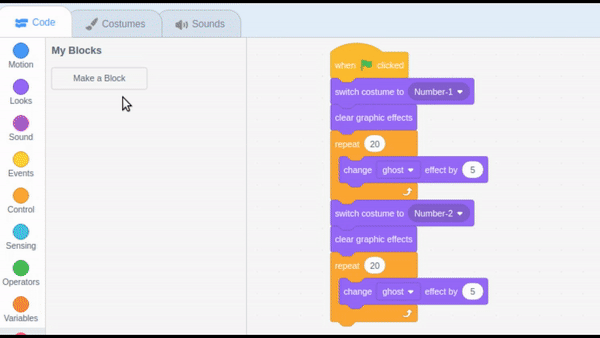 Code
Costumes
Sounds
Motion
Looks
Sound
Events
Control
Sensing
Operators
Variables
My Blocks
Make a Block
when clicked
switch costume to Number-1
clear graphic effects
repeat 20
change ghost effect by 5
switch costume to Number-2
clear graphic effects
repeat 20
change ghost effect by 5